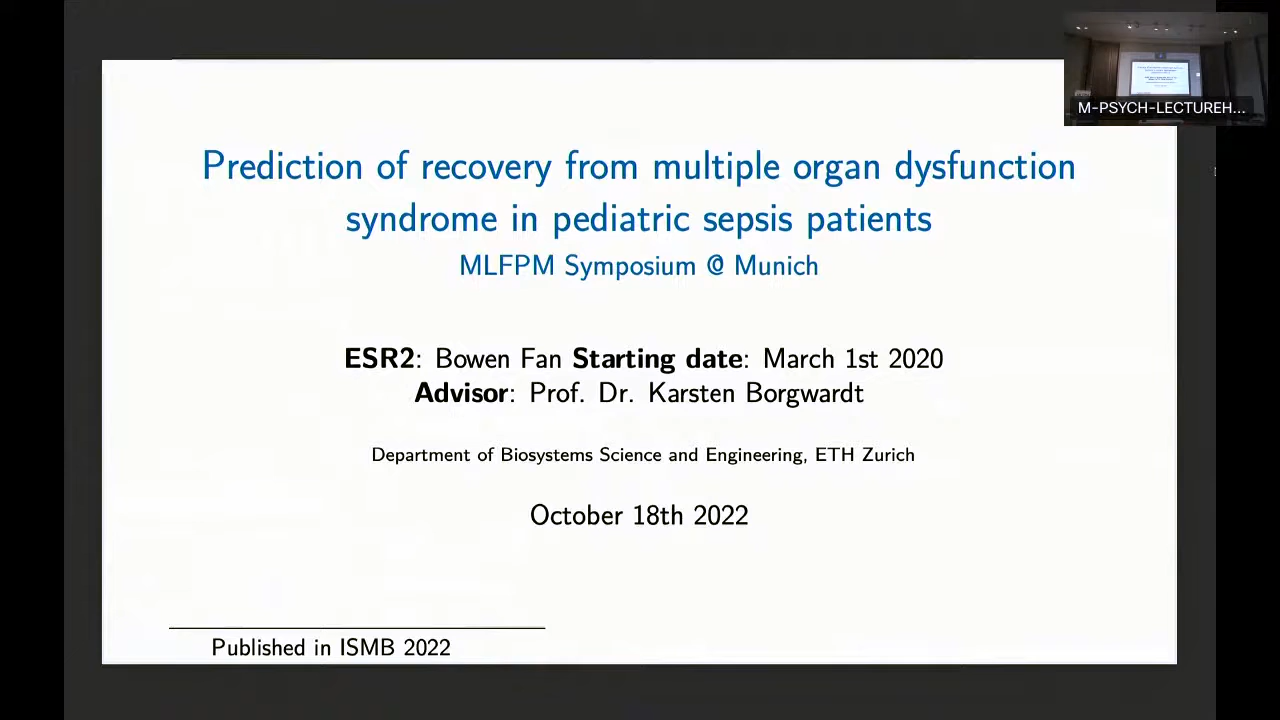 M-PSYCH-LECTUREH...
Prediction of recovery from multiple organ dysfunction
syndrome in pediatric sepsis patients
MLFPM Symposium @ Munich
ESR2: Bowen Fan Starting date: March 1st 2020
Advisor: Prof. Dr. Karsten Borgwardt
Department of Biosystems Science and Engineering, ETH Zurich
October 18th 2022
Published in ISMB 2022